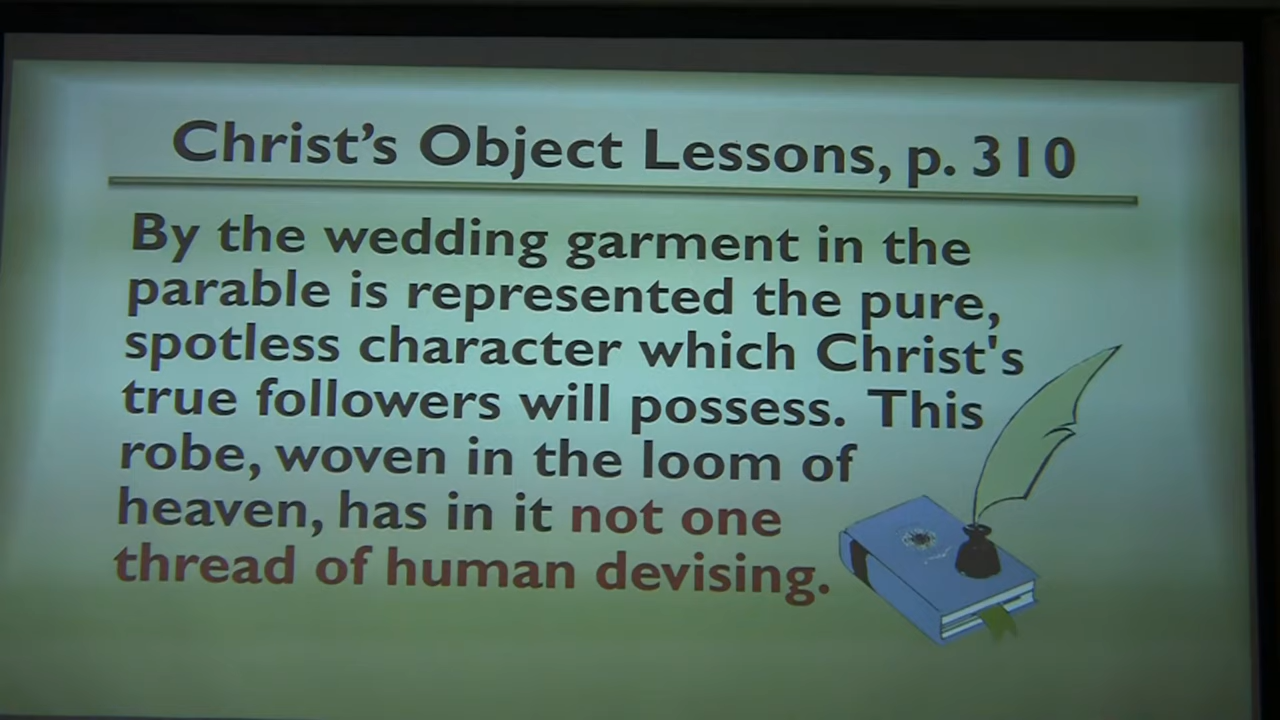 Christ's Object Lessons, p. 310
By the wedding garment in the
parable is represented the pure,
spotless character which Christ's
true followers will possess. This
robe, woven in the loom of
heaven, has in it not one
thread of human devising.